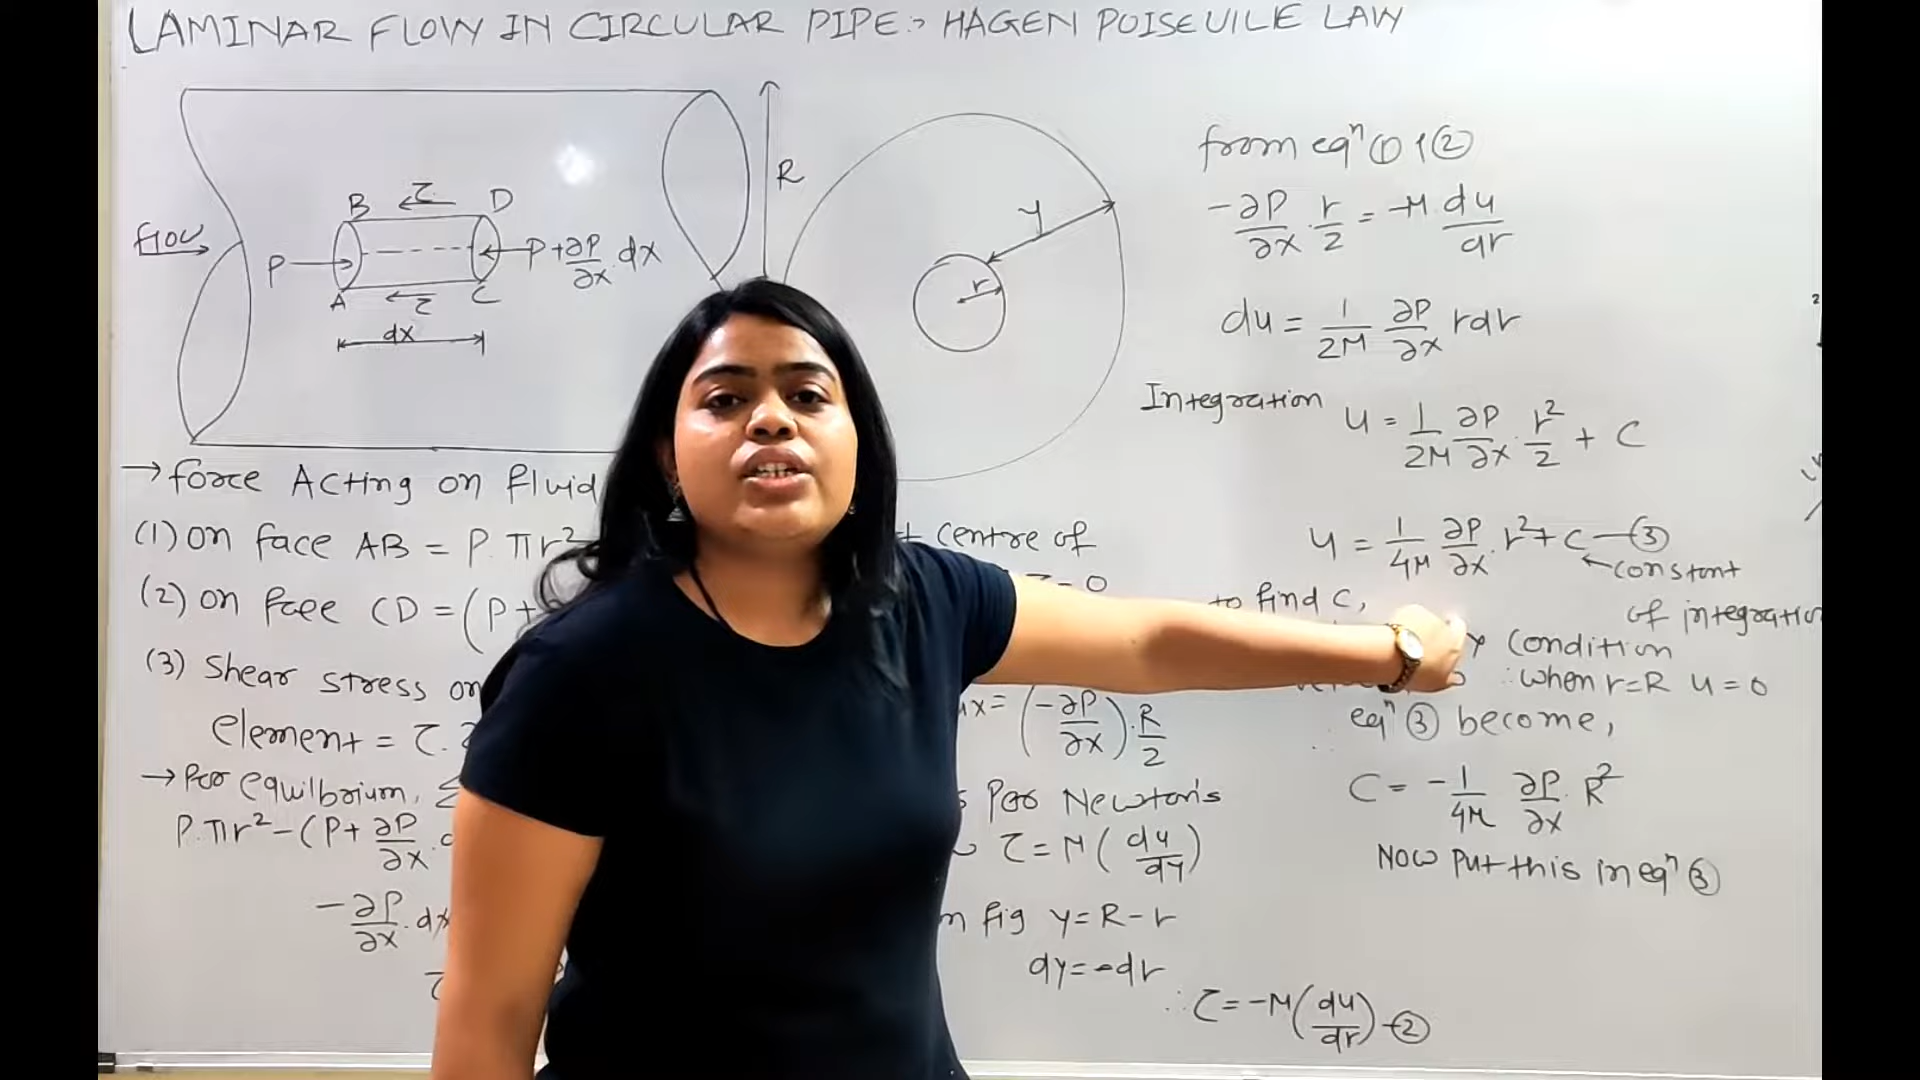 LAMINAR FLOW IN CIRCULAR PIPE:- HAGEN POISEUILE LAW
R
B τ D
Flow
P
P+∂P/∂x.dx
A τ C
dx
y
r
→ force Acting on fluid
(1) on face AB = P.πr²
(2) on face CD = (P+
(3) Shear stress on
element = τ.2
→ For equilbrium, Σ
P.πr² - (P+ ∂P/∂x .d
-∂P/∂x . dx
τ
centre of
= 0
= (-∂P/∂x).R/2
Per Newton's
τ = μ(du/dy)
fig y = R-r
dy = -dr
∴ τ = -μ(du/dr) -②
from eqⁿ ① & ②
-∂P/∂x . r/2 = -μ.du/dr
du = 1/2μ ∂P/∂x rdr
Integration u = 1/2μ ∂P/∂x . r²/2 + C
u = 1/4μ ∂P/∂x . r² + C -③
constant
of integration
to find C,
condition
∵ when r=R u=0
∴ eqⁿ ③ become,
C = -1/4μ ∂P/∂x . R²
Now Put this in eqⁿ ③